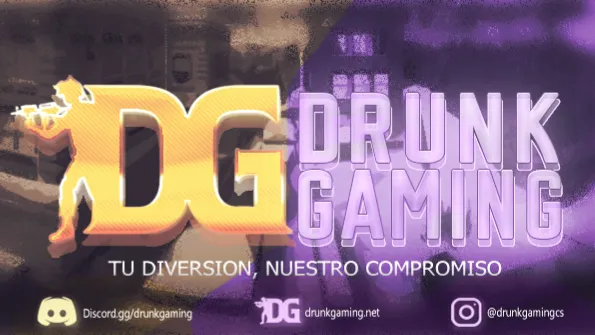 DG
DRUNK
GAMING
TU DIVERSION, NUESTRO COMPROMISO
Discord.gg/drunkgaming
DG drunkgaming.net
@drunkgamingcs